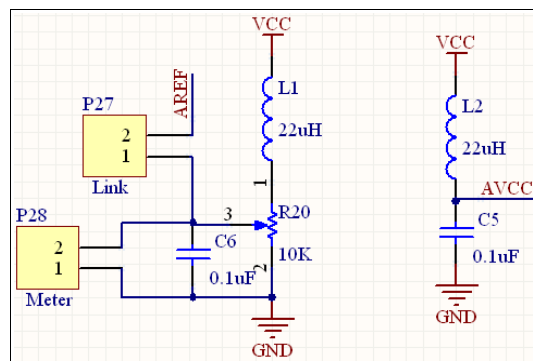 VCC
VCC
P27
AREF
L1
L2
2
22uH
22uH
1
Link
1
AVCC
P28
3
R20
2
C6
C5
1
10K
2
0.1uF
0.1uF
Meter
GND
GND